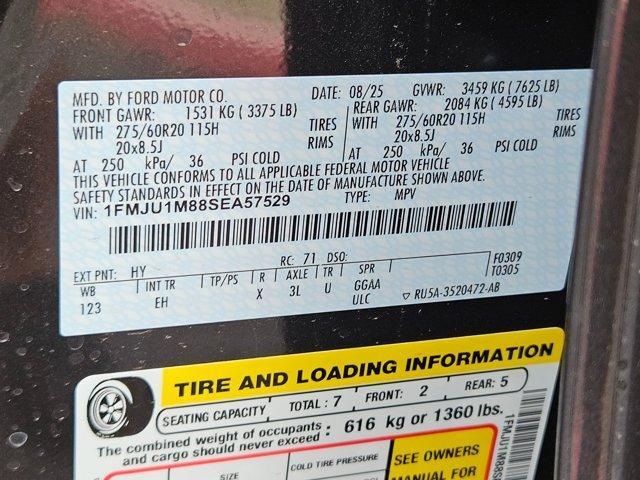 MFD. BY FORD MOTOR CO. DATE: 08/25 GVWR: 3459 KG ( 7625 LB)
FRONT GAWR: 1531 KG ( 3375 LB) REAR GAWR: 2084 KG ( 4595 LB)
WITH 275/60R20 115H TIRES WITH 275/60R20 115H TIRES
20x8.5J RIMS 20x8.5J RIMS
AT 250 kPa/ 36 PSI COLD AT 250 kPa/ 36 PSI COLD
THIS VEHICLE CONFORMS TO ALL APPLICABLE FEDERAL MOTOR VEHICLE
SAFETY STANDARDS IN EFFECT ON THE DATE OF MANUFACTURE SHOWN ABOVE.
VIN: 1FMJU1M88SEA57529 TYPE: MPV
EXT PNT: HY RC: 71 DSO: F0309
WB INT TR TP/PS R AXLE TR SPR T0305
123 EH X 3L U GGAA
ULC ▽ RU5A-3520472-AB
TIRE AND LOADING INFORMATION
SEATING CAPACITY TOTAL : 7 FRONT: 2 REAR: 5
The combined weight of occupants
and cargo should never exceed : 616 kg or 1360 lbs.
SIZE COLD TIRE PRESSURE SEE OWNERS
MANUAL FOR
1FMJU1M88S